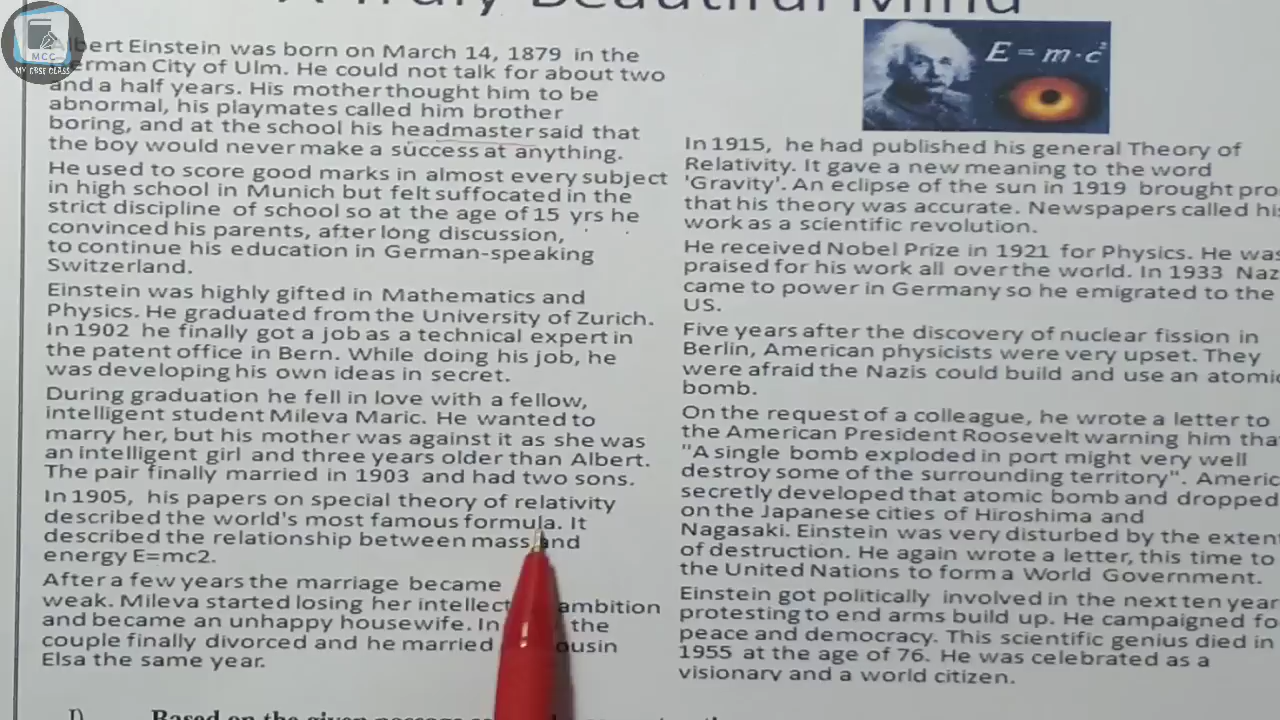 A Truly Beautiful Mind
MCC
MY CBSE CLASS
E = m·c²
Albert Einstein was born on March 14, 1879 in the
German City of Ulm. He could not talk for about two
and a half years. His mother thought him to be
abnormal, his playmates called him brother
boring, and at the school his headmaster said that
the boy would never make a success at anything.
He used to score good marks in almost every subject
in high school in Munich but felt suffocated in the
strict discipline of school so at the age of 15 yrs he
convinced his parents, after long discussion,
to continue his education in German-speaking
Switzerland.
Einstein was highly gifted in Mathematics and
Physics. He graduated from the University of Zurich.
In 1902 he finally got a job as a technical expert in
the patent office in Bern. While doing his job, he
was developing his own ideas in secret.
During graduation he fell in love with a fellow,
intelligent student Mileva Maric. He wanted to
marry her, but his mother was against it as she was
an intelligent girl and three years older than Albert.
The pair finally married in 1903 and had two sons.
In 1905, his papers on special theory of relativity
described the world's most famous formula. It
described the relationship between mass and
energy E=mc2.
After a few years the marriage became
weak. Mileva started losing her intellect ambition
and became an unhappy housewife. In the
couple finally divorced and he married ousin
Elsa the same year.
In 1915, he had published his general Theory of
Relativity. It gave a new meaning to the word
'Gravity'. An eclipse of the sun in 1919 brought pro
that his theory was accurate. Newspapers called his
work as a scientific revolution.
He received Nobel Prize in 1921 for Physics. He was
praised for his work all over the world. In 1933 Naz
came to power in Germany so he emigrated to the
US.
Five years after the discovery of nuclear fission in
Berlin, American physicists were very upset. They
were afraid the Nazis could build and use an atomic
bomb.
On the request of a colleague, he wrote a letter to
the American President Roosevelt warning him tha
"A single bomb exploded in port might very well
destroy some of the surrounding territory". Americ
secretly developed that atomic bomb and dropped
on the Japanese cities of Hiroshima and
Nagasaki. Einstein was very disturbed by the exten
of destruction. He again wrote a letter, this time to
the United Nations to form a World Government.
Einstein got politically involved in the next ten year
protesting to end arms build up. He campaigned fo
peace and democracy. This scientific genius died in
1955 at the age of 76. He was celebrated as a
visionary and a world citizen.
I) Based on the given passage